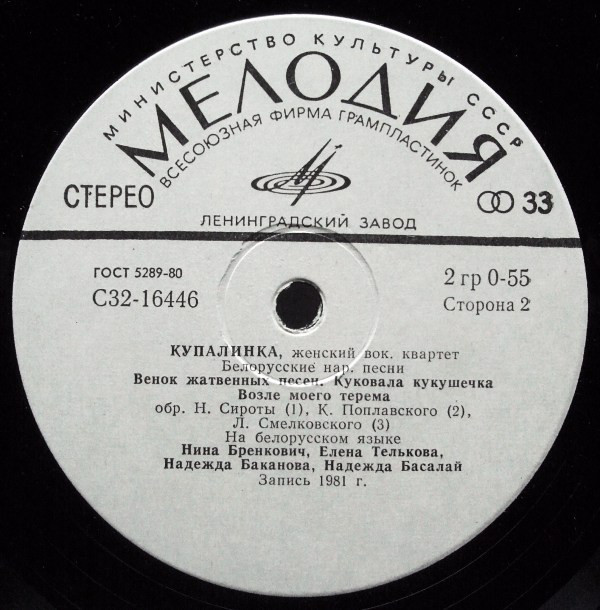 МИНИСТЕРСТВО КУЛЬТУРЫ СССР
МЕЛОДИЯ
ВСЕСОЮЗНАЯ ФИРМА ГРАМПЛАСТИНОК
СТЕРЕО
33
ЛЕНИНГРАДСКИЙ ЗАВОД
ГОСТ 5289-80
С32-16446
2 гр 0-55
Сторона 2
КУПАЛИНКА, женский вок. квартет
Белорусские нар. песни
Венок жатвенных песен. Куковала кукушечка
Возле моего терема
обр. Н. Сироты (1), К. Поплавского (2),
Л. Смелковского (3)
На белорусском языке
Нина Бренкович, Елена Телькова,
Надежда Баканова, Надежда Басалай
Запись 1981 г.